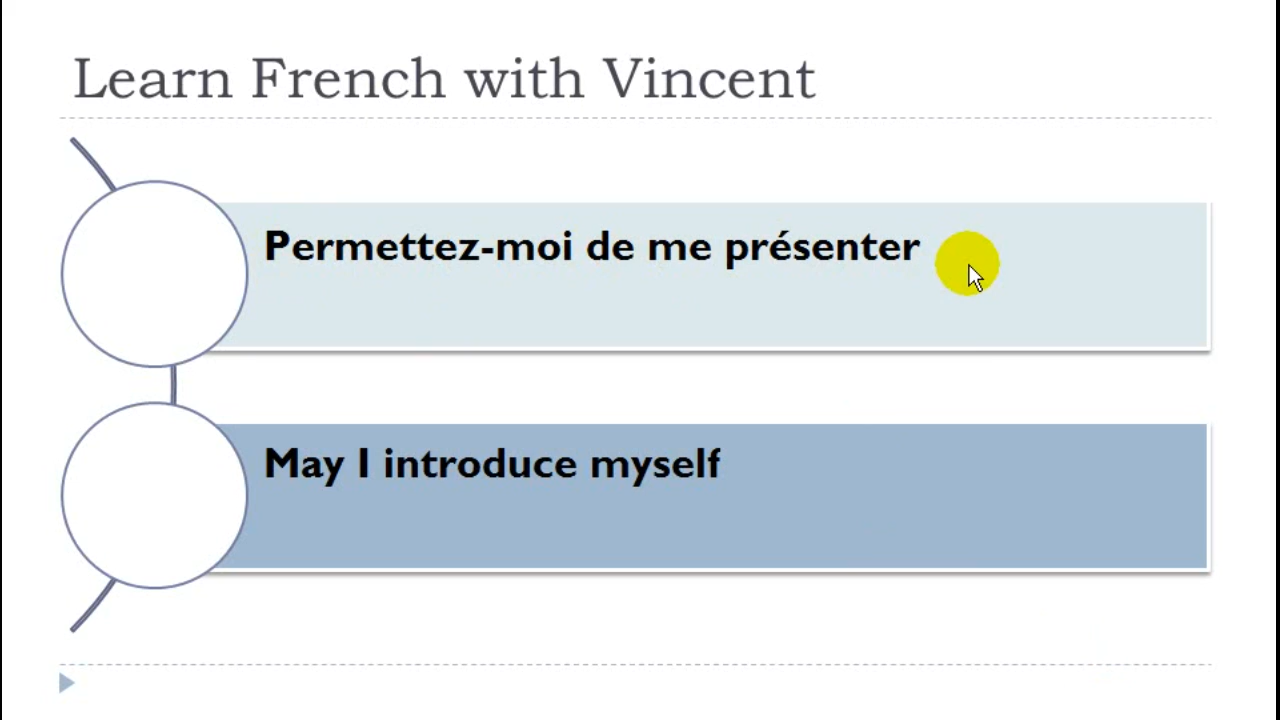 Learn French with Vincent
Permettez-moi de me présenter
May I introduce myself